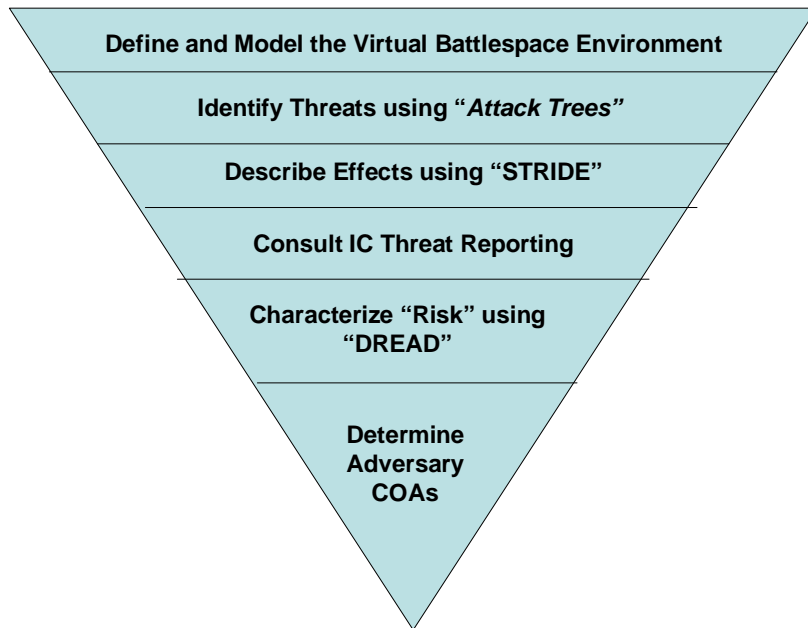 Define and Model the Virtual Battlespace Environment
Identify Threats using “Attack Trees”
Describe Effects using “STRIDE”
Consult IC Threat Reporting
Characterize “Risk” using
“DREAD”
Determine
Adversary
COAs